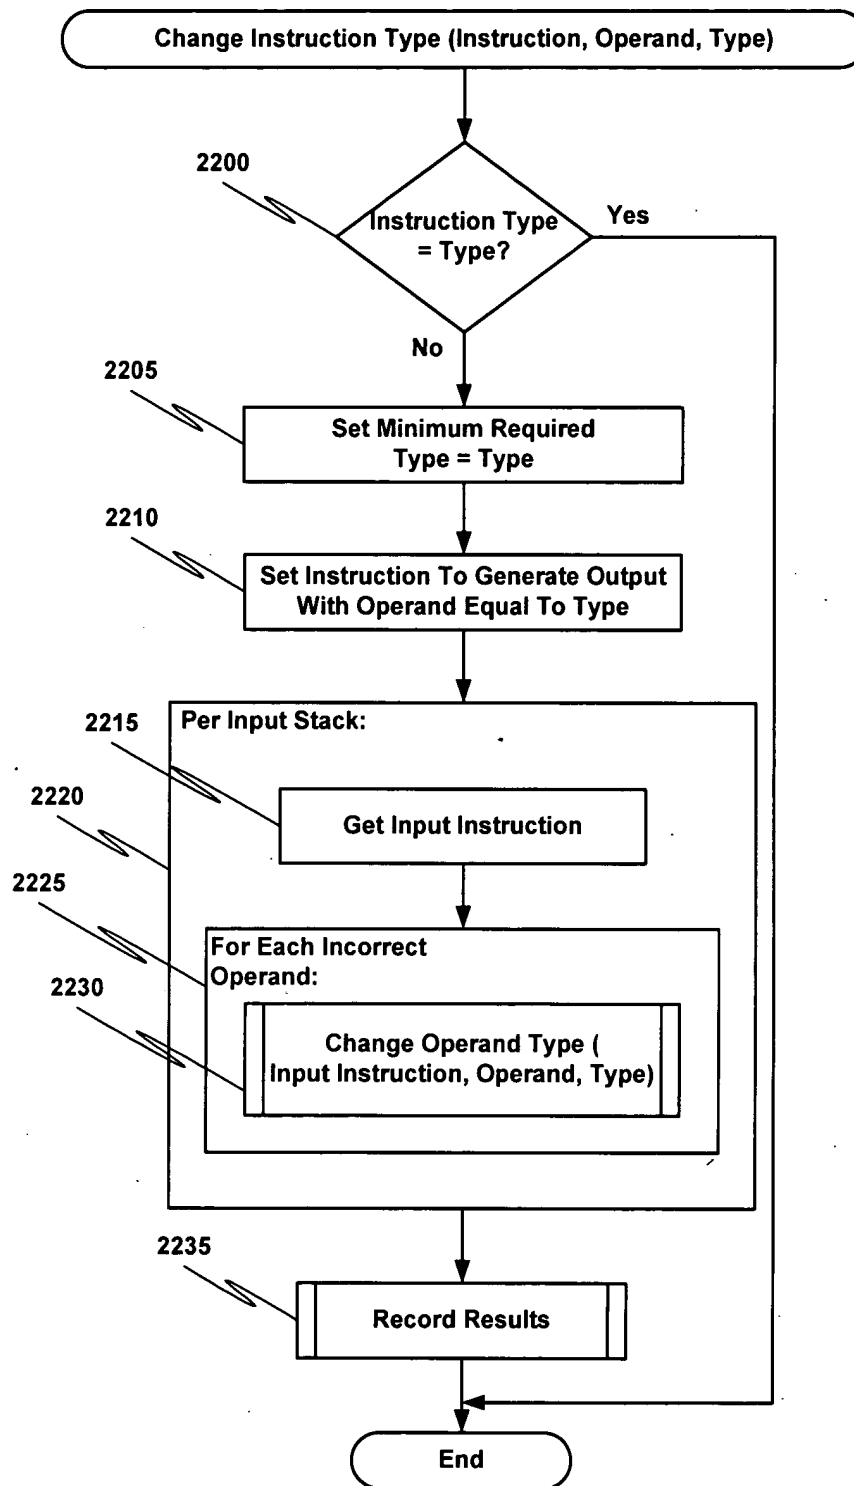 Change Instruction Type (Instruction, Operand, Type)
2200
Instruction Type
= Type?
Yes
No
2205
Set Minimum Required
Type = Type
2210
Set Instruction To Generate Output
With Operand Equal To Type
Per Input Stack:
2215
Get Input Instruction
2220
2225
For Each Incorrect
Operand:
2230
Change Operand Type (
Input Instruction, Operand, Type)
2235
Record Results
End